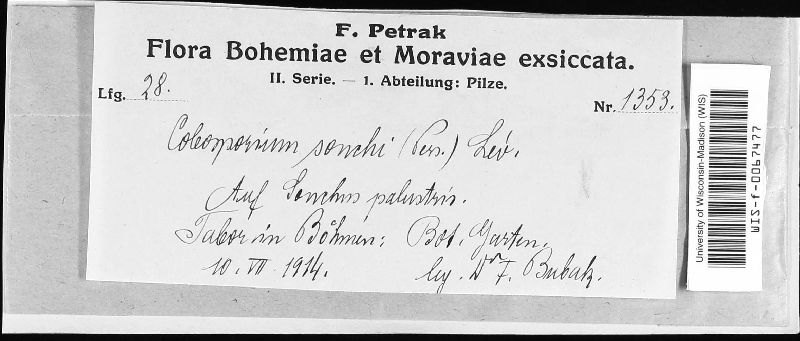 F. Petrak
Flora Bohemiae et Moraviae exsiccata.
II. Serie. — 1. Abteilung: Pilze.
Lfg. 28.
Nr. 1353.
Coleosporium sonchi (Pers.) Lév.
Auf Sonchus palustris.
Tabor in Böhmen: Bot. Garten.
10. VII. 1914.
leg. Dr F. Bubak.
University of Wisconsin-Madison (WIS)
WIS-f-0067477